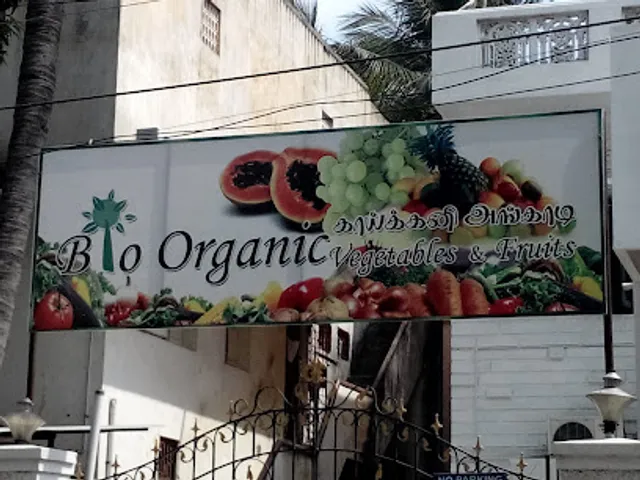 Bio Organic
காய்க்கனி அங்காடி
Vegetables & Fruits
NO PARKING